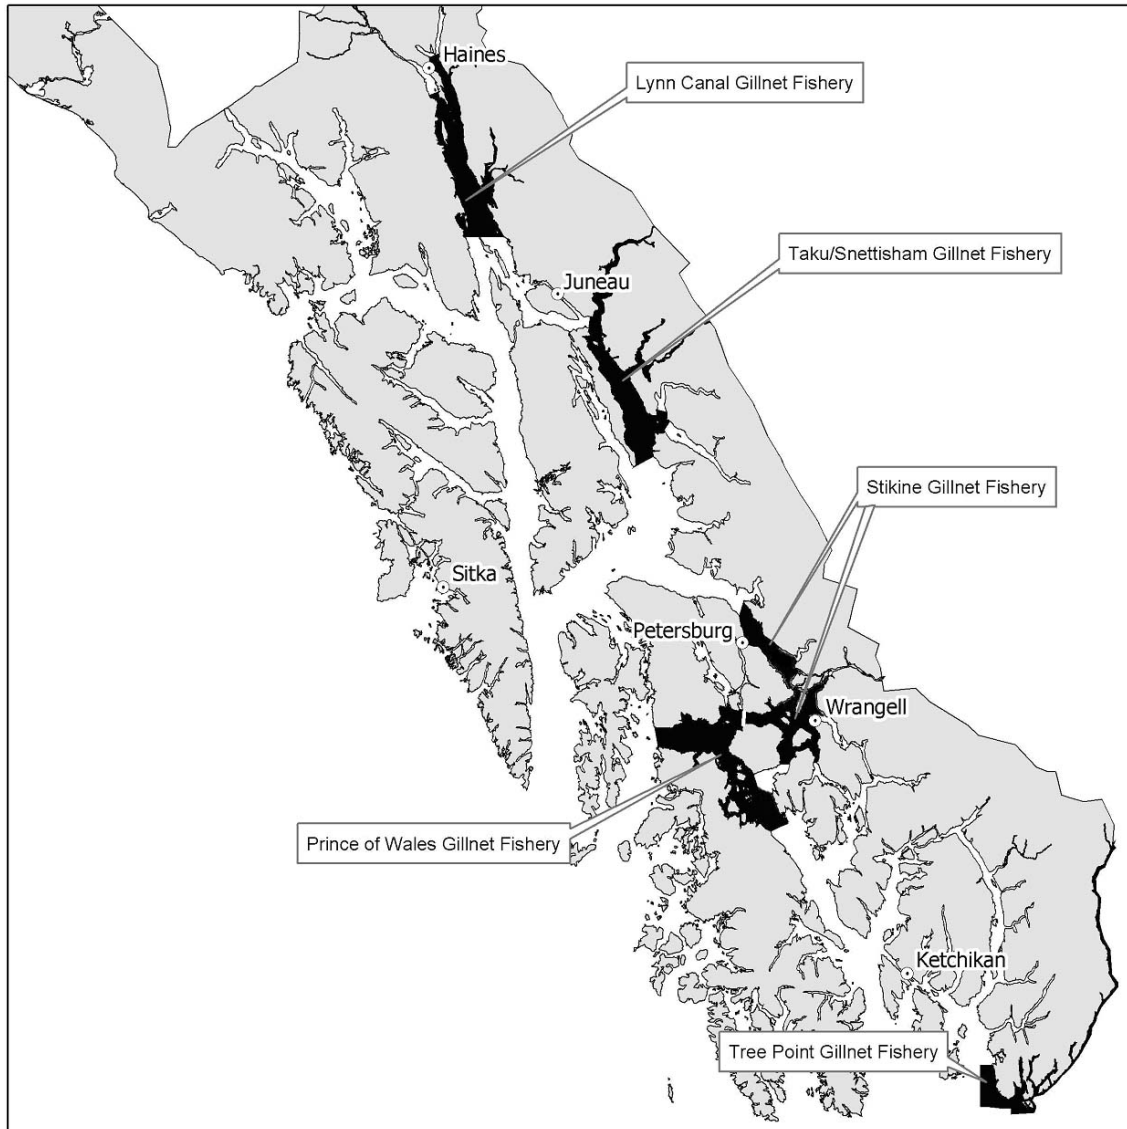 Haines
Lynn Canal Gillnet Fishery
Taku/Snettisham Gillnet Fishery
Juneau
Stikine Gillnet Fishery
Sitka
Petersburg
Wrangell
Prince of Wales Gillnet Fishery
Ketchikan
Tree Point Gillnet Fishery